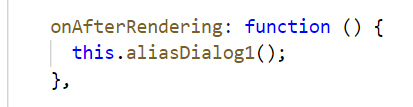 onAfterRendering: function () {
this.aliasDialog1();
},